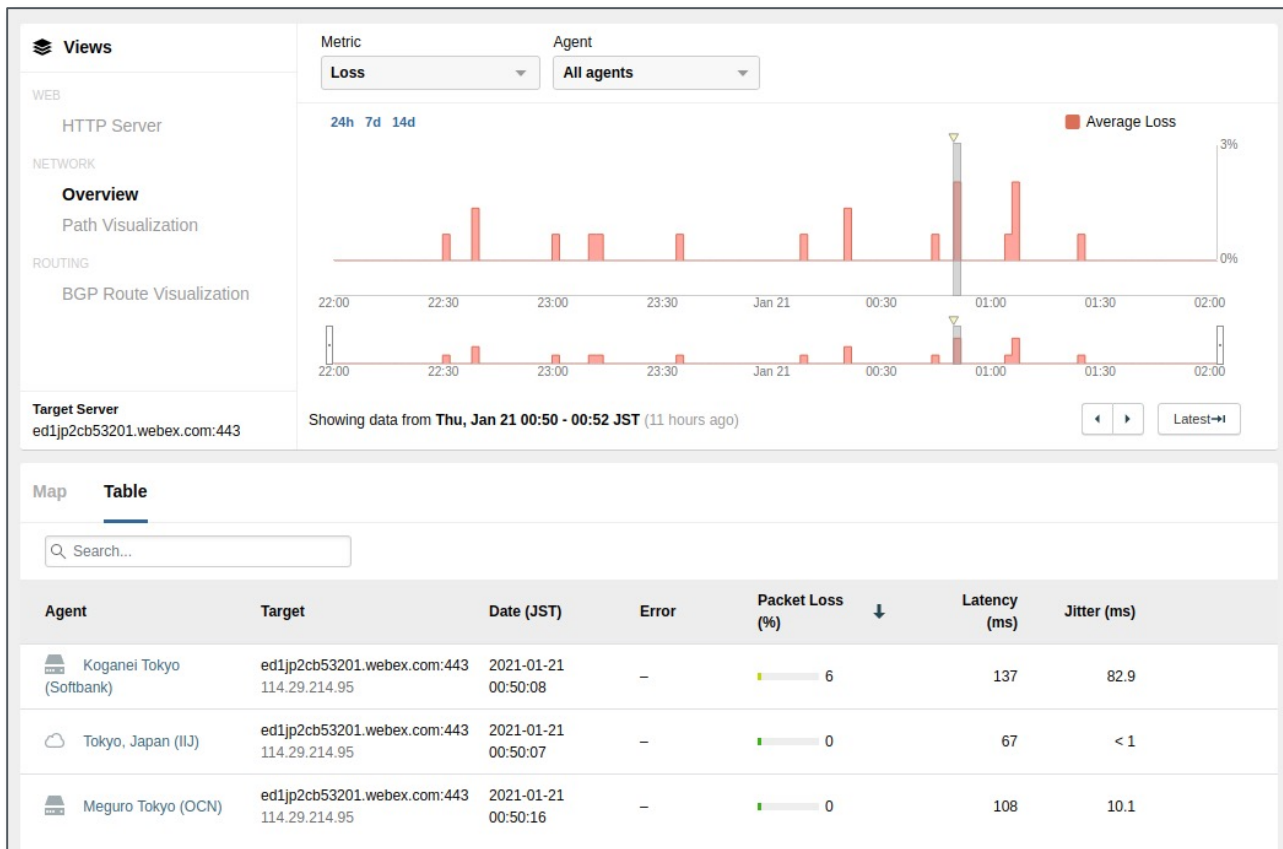 Views
WEB
HTTP Server
NETWORK
Overview
Path Visualization
ROUTING
BGP Route Visualization
Target Server
ed1jp2cb53201.webex.com:443
Metric
Agent
Loss
All agents
24h 7d 14d
Average Loss
3%
0%
22:00 22:30 23:00 23:30 Jan 21 00:30 01:00 01:30 02:00
22:00 22:30 23:00 23:30 Jan 21 00:30 01:00 01:30 02:00
Showing data from Thu, Jan 21 00:50 - 00:52 JST (11 hours ago)
Latest
Map Table
Search...
Agent Target Date (JST) Error Packet Loss (%) Latency (ms) Jitter (ms)
Koganei Tokyo ed1jp2cb53201.webex.com:443 2021-01-21 – 6 137 82.9
(Softbank) 114.29.214.95 00:50:08
Tokyo, Japan (IIJ) ed1jp2cb53201.webex.com:443 2021-01-21 – 0 67 < 1
114.29.214.95 00:50:07
Meguro Tokyo (OCN) ed1jp2cb53201.webex.com:443 2021-01-21 – 0 108 10.1
114.29.214.95 00:50:16